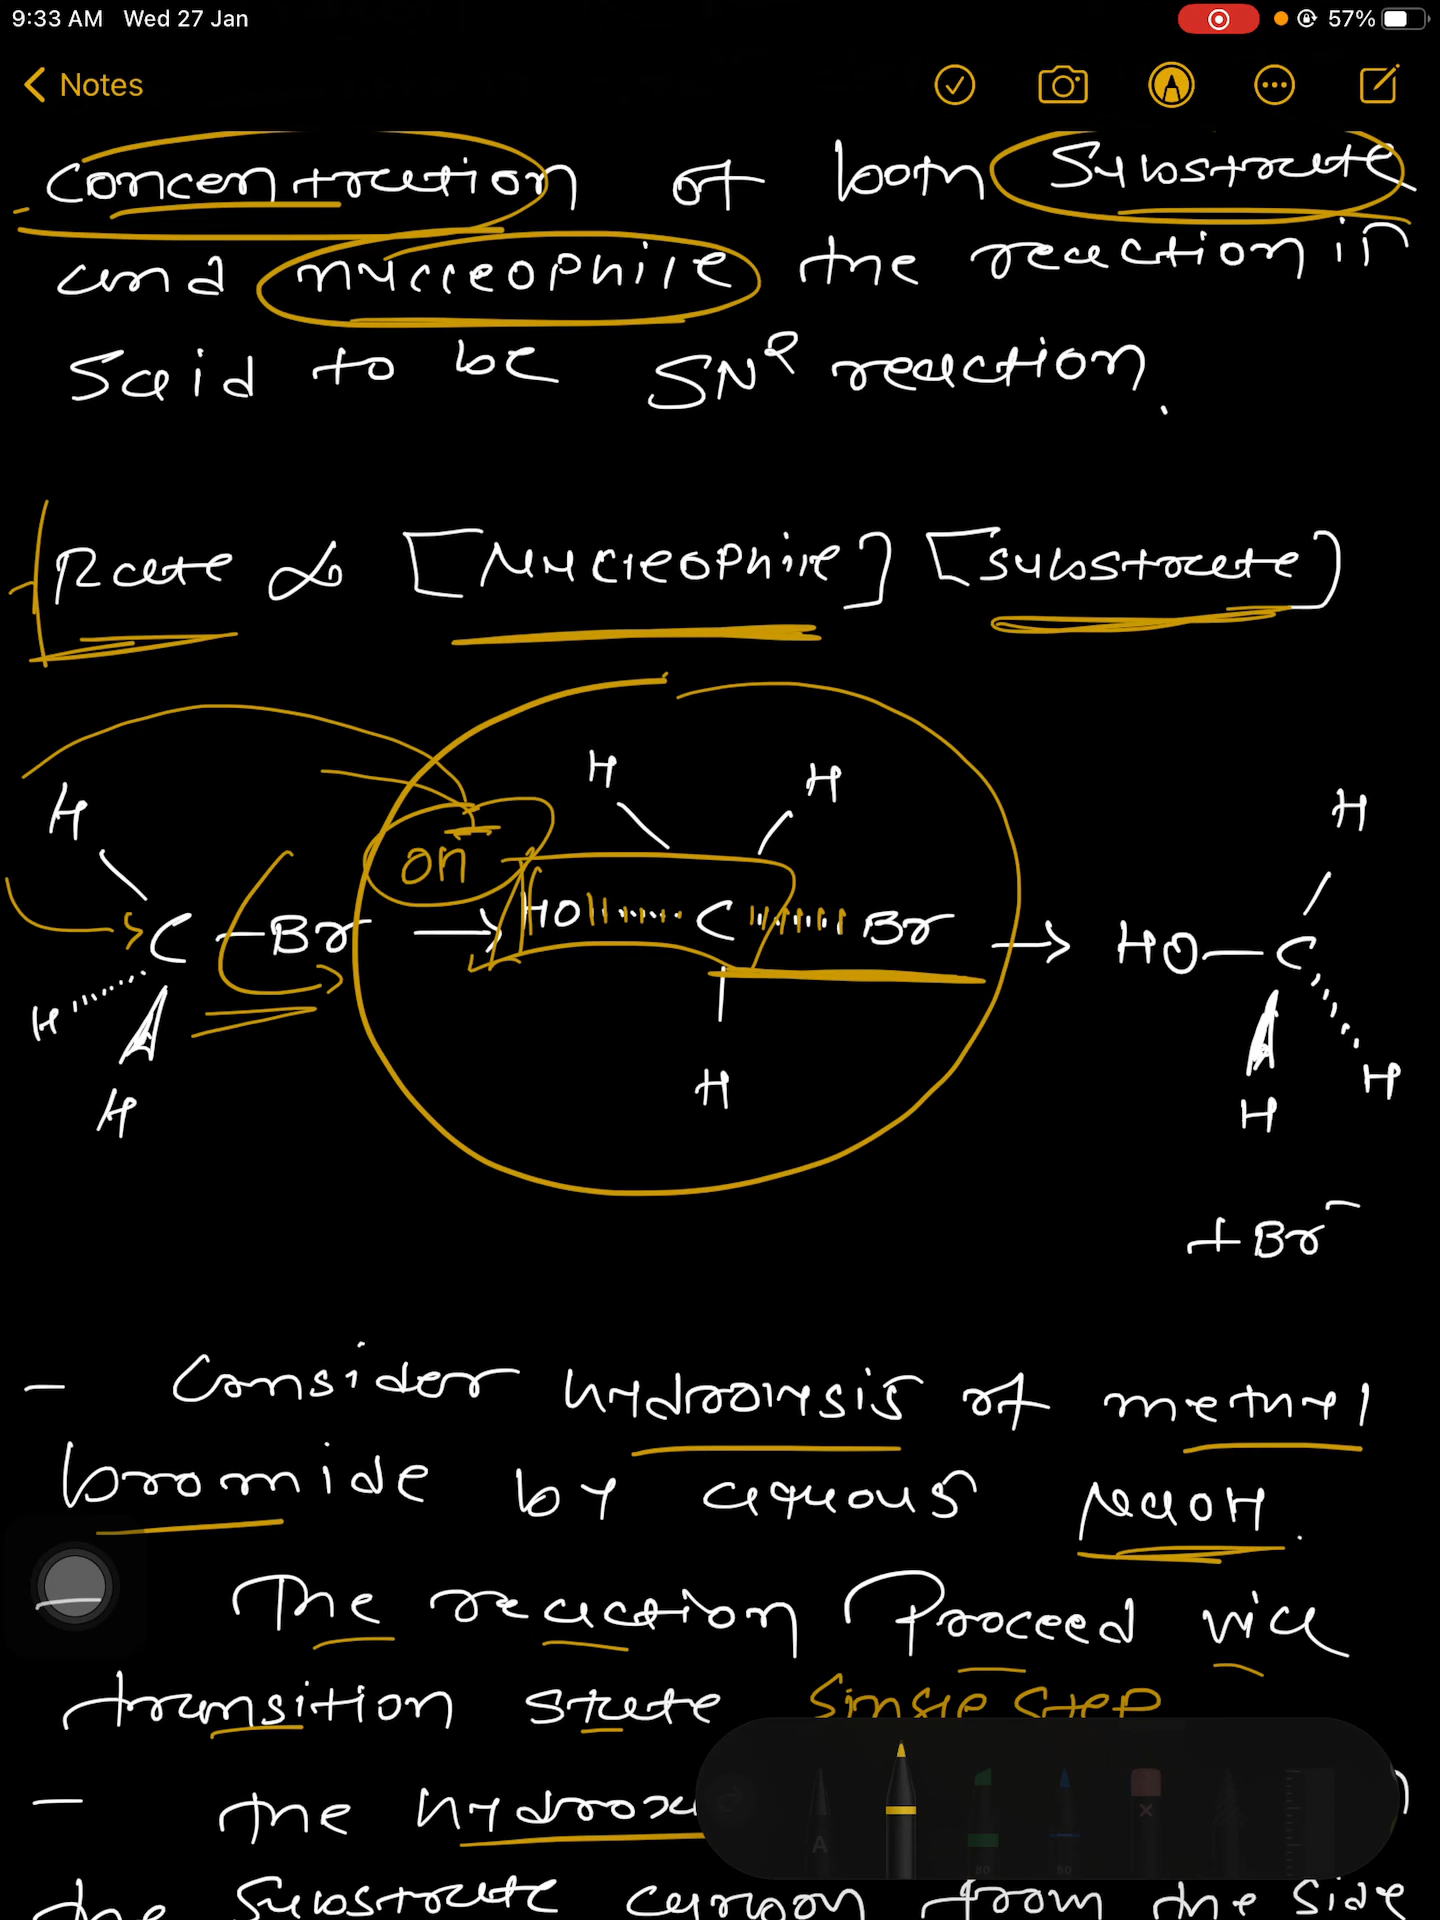 9:33 AM Wed 27 Jan
57%
Notes
concentration of both substrate
and nucleophile the reaction is
said to be SN² reaction.
Rate ∝ [Nucleophile] [substrate]
H H H H
OH⁻
C - Br → HO C Br → HO - C
H H
H H H
+ Br⁻
- Consider hydrolysis of methyl
bromide by aqueous NaOH.
- The reaction Proceed via
transition state single step
- the
the substrate carbon from the side
A 80 50